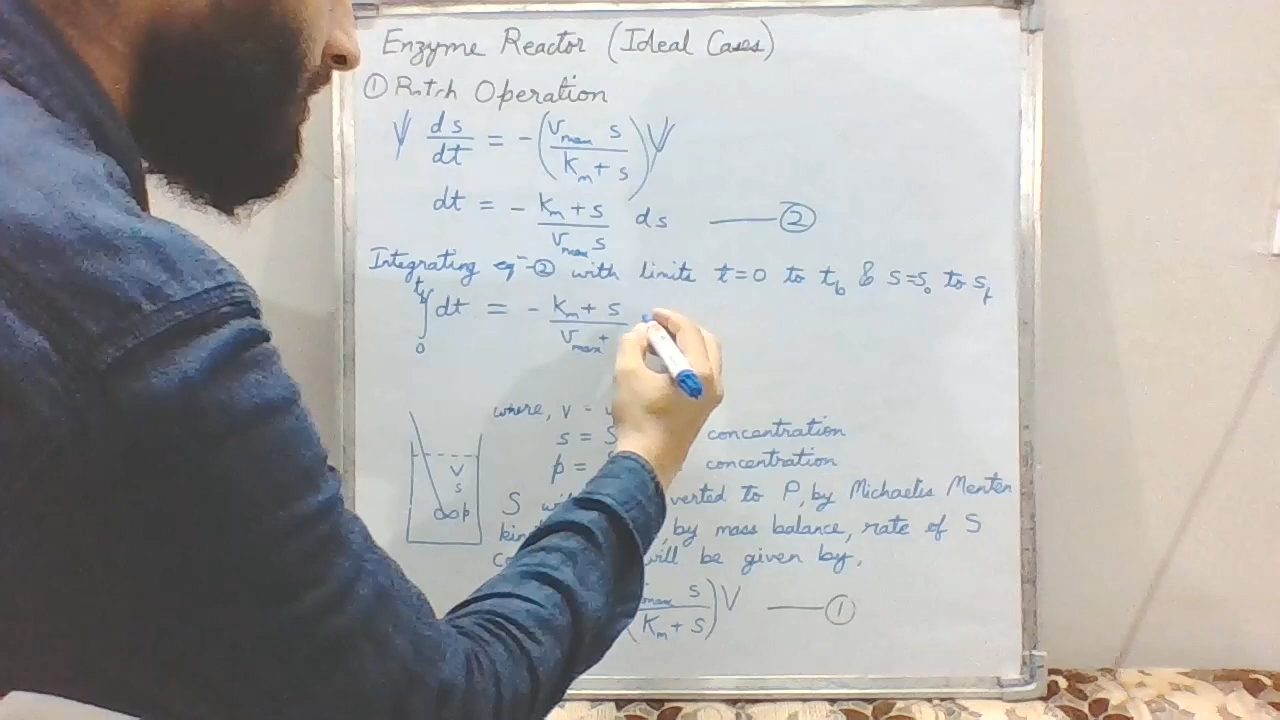 Enzyme Reactor (Ideal Cases)
① Batch Operation
V ds/dt = -(vmax s / Km + s) V
dt = - Km + s / vmax s ds —— ②
Integrating eqn-② with limits t=0 to tb & s=s0 to sf
∫ 0 tb dt = - Km + s / vmax
where, v =
s = S concentration
p = concentration
V
s
p
S verted to P, by Michaelis Menten
by mass balance, rate of S
will be given by,
max s / Km + s) V —— ①